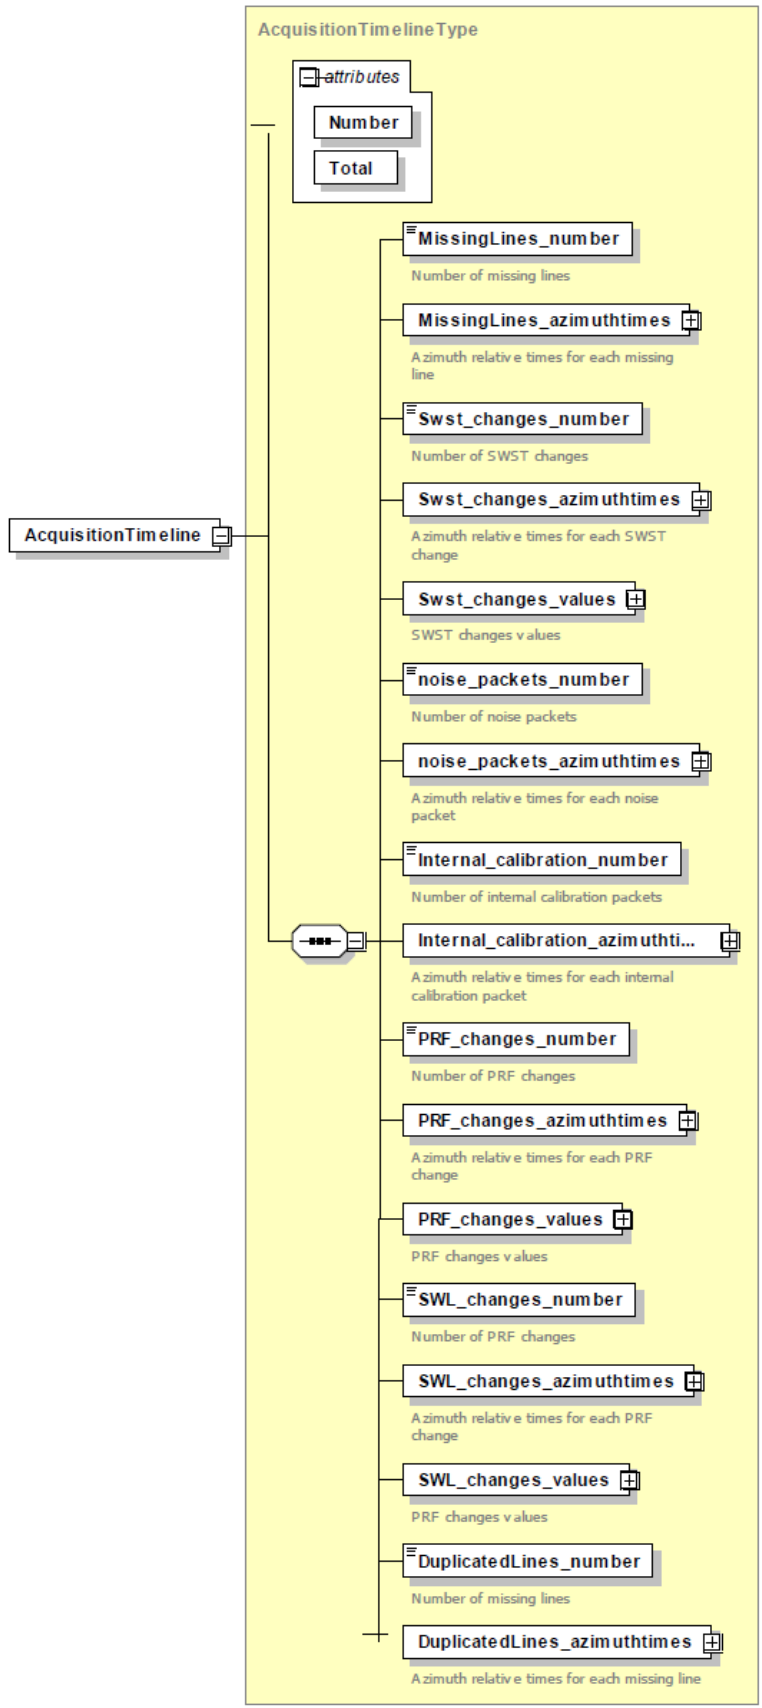 AcquisitionTimelineType
attributes
Number
Total
MissingLines_number
Number of missing lines
MissingLines_azimuthtimes
Azimuth relative times for each missing
line
Swst_changes_number
Number of SWST changes
Swst_changes_azimuthtimes
Azimuth relative times for each SWST
change
AcquisitionTimeline
Swst_changes_values
SWST changes values
noise_packets_number
Number of noise packets
noise_packets_azimuthtimes
Azimuth relative times for each noise
packet
Internal_calibration_number
Number of internal calibration packets
Internal_calibration_azimuthti...
Azimuth relative times for each internal
calibration packet
PRF_changes_number
Number of PRF changes
PRF_changes_azimuthtimes
Azimuth relative times for each PRF
change
PRF_changes_values
PRF changes values
SWL_changes_number
Number of PRF changes
SWL_changes_azimuthtimes
Azimuth relative times for each PRF
change
SWL_changes_values
PRF changes values
DuplicatedLines_number
Number of missing lines
DuplicatedLines_azimuthtimes
Azimuth relative times for each missing line